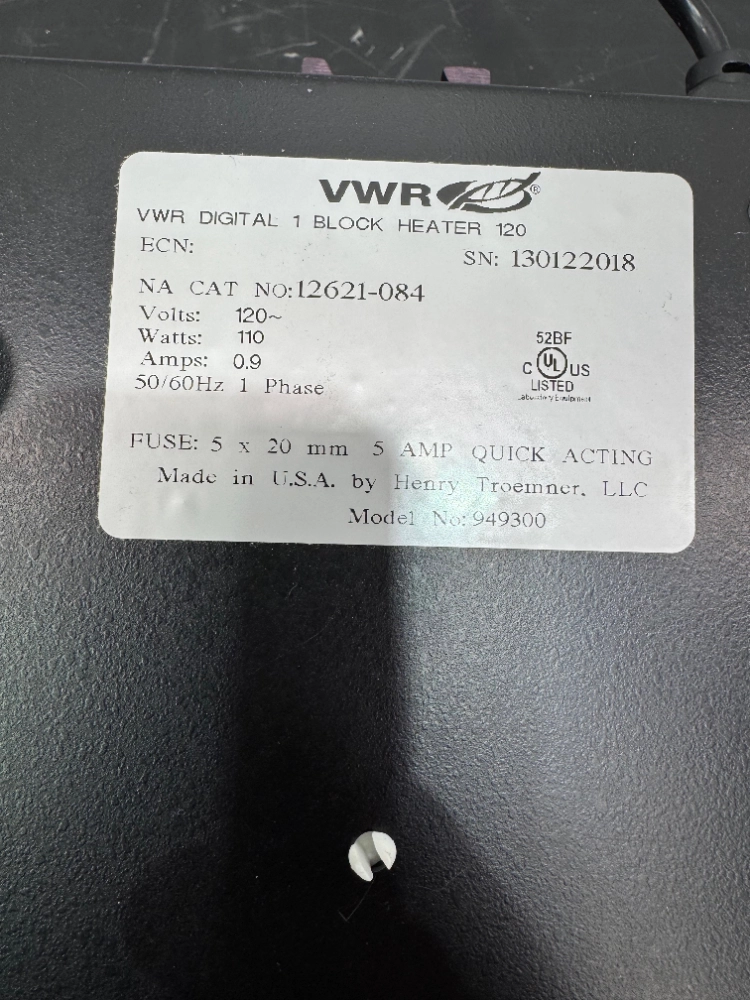 VWR®
VWR DIGITAL 1 BLOCK HEATER 120
ECN:
SN: 130122018
NA CAT NO:12621-084
Volts: 120~
Watts: 110
Amps: 0.9
50/60Hz 1 Phase
52BF
C UL US
LISTED
Laboratory Equipment
FUSE: 5 x 20 mm 5 AMP QUICK ACTING
Made in U.S.A. by Henry Troemner, LLC
Model No:949300